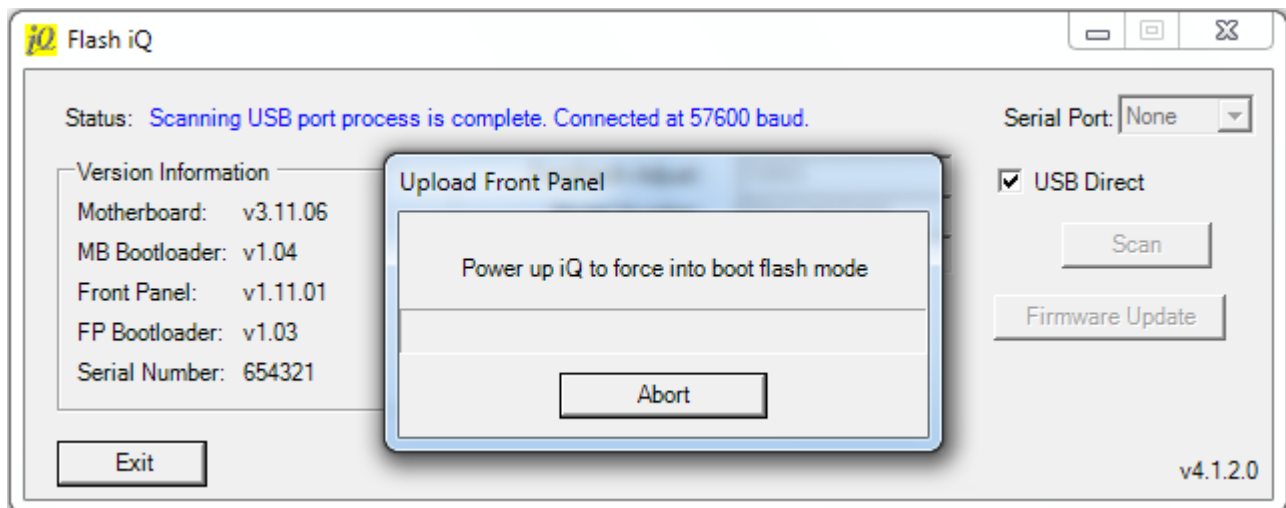 iQ Flash iQ
Status: Scanning USB port process is complete. Connected at 57600 baud.
Serial Port: None
Version Information
Motherboard: v3.11.06
MB Bootloader: v1.04
Front Panel: v1.11.01
FP Bootloader: v1.03
Serial Number: 654321
Upload Front Panel
Power up iQ to force into boot flash mode
Abort
USB Direct
Scan
Firmware Update
Exit
v4.1.2.0